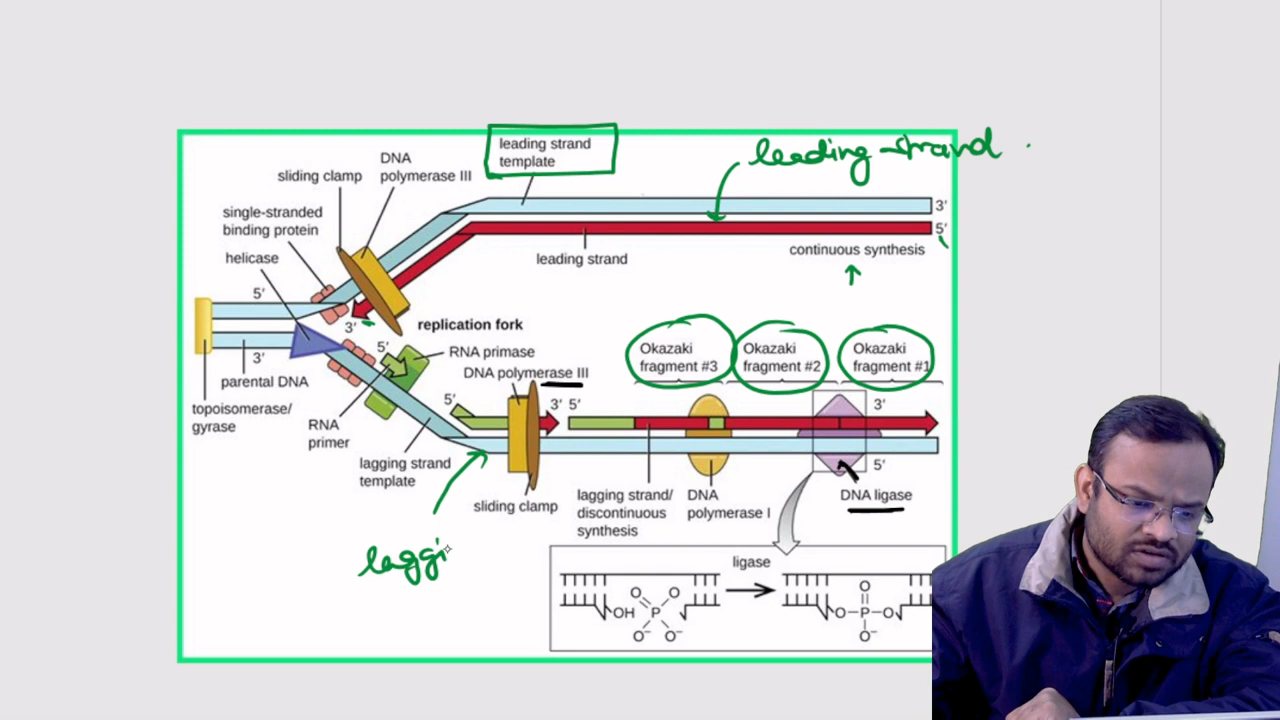 leading strand
template
leading strand
DNA
polymerase III
sliding clamp
single-stranded
binding protein
helicase
3'
5'
continuous synthesis
leading strand
5'
3'
replication fork
5'
RNA primase
3'
parental DNA
DNA polymerase III
Okazaki
fragment #3
Okazaki
fragment #2
Okazaki
fragment #1
topoisomerase/
gyrase
RNA
primer
5'
3'
5'
3'
lagging strand
template
5'
sliding clamp
lagging strand/
discontinuous
synthesis
DNA
polymerase I
DNA ligase
laggi
ligase
OH
O
O
P
O-
O-
O
O-P-O
O-